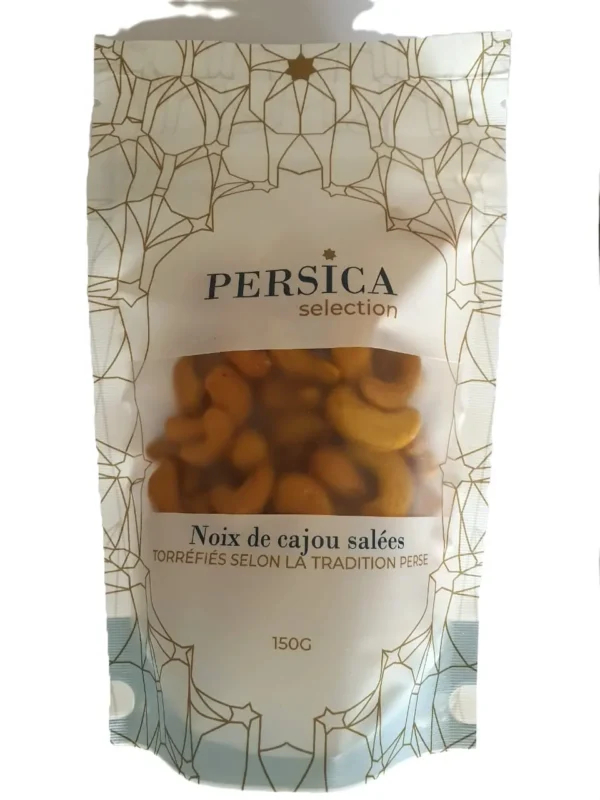 PERSICA
selection
Noix de cajou salées
TORRÉFIÉS SELON LA TRADITION PERSE
150G